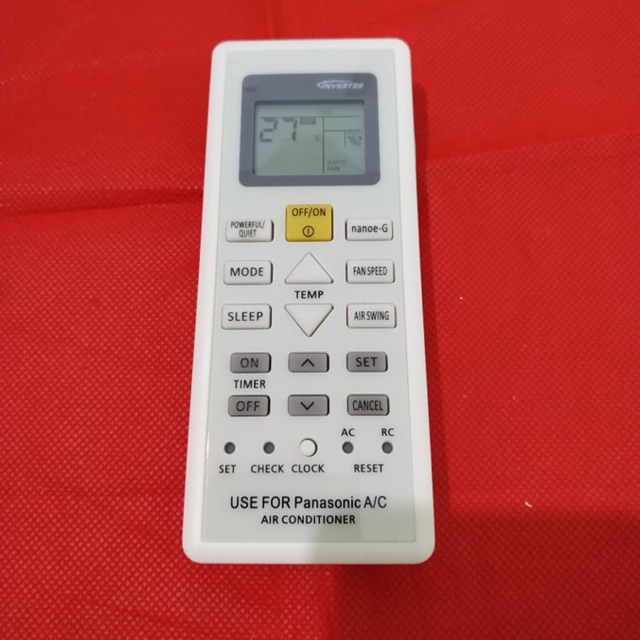 INVERTER
27 °C
AUTO
FAN
OFF/ON
POWERFUL/
QUIET
nanoe-G
MODE
FAN SPEED
TEMP
SLEEP
AIR SWING
ON
SET
TIMER
OFF
CANCEL
AC RC
SET CHECK CLOCK RESET
USE FOR Panasonic A/C
AIR CONDITIONER